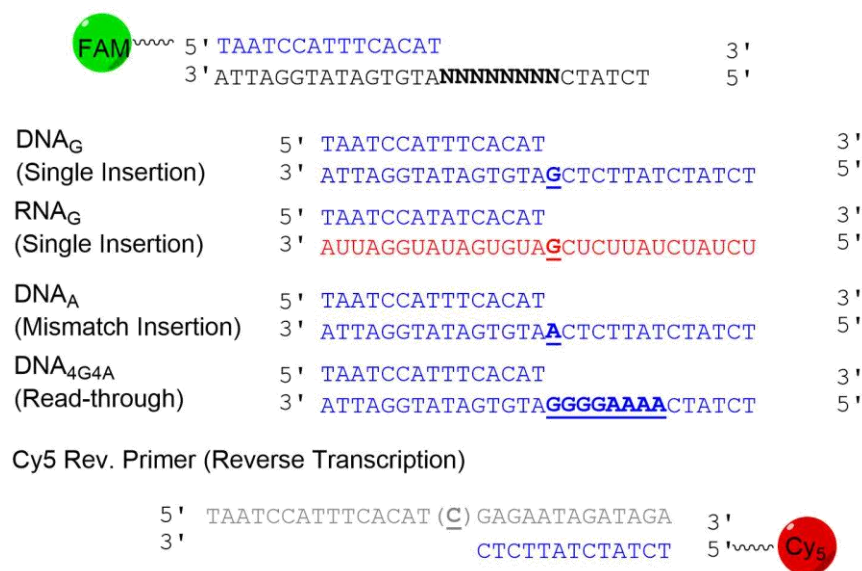 FAM 5' TAATCCATTTCACAT 3'
3' ATTAGGTATAGTGTANNNNNNNNCTATCT 5'
DNAG 5' TAATCCATTTCACAT 3'
(Single Insertion) 3' ATTAGGTATAGTGTAGCTCTTATCTATCT 5'
RNAG 5' TAATCCATATCACAT 3'
(Single Insertion) 3' AUUAGGUAUAGUGUAGCUCUUAUCUAUCU 5'
DNAA 5' TAATCCATTTCACAT 3'
(Mismatch Insertion) 3' ATTAGGTATAGTGTAACTCTTATCTATCT 5'
DNA4G4A 5' TAATCCATTTCACAT 3'
(Read-through) 3' ATTAGGTATAGTGTAGGGGAAAACTATCT 5'
Cy5 Rev. Primer (Reverse Transcription)
5' TAATCCATTTCACAT(C)GAGAATAGATAGA 3'
3' CTCTTATCTATCT 5' Cy5